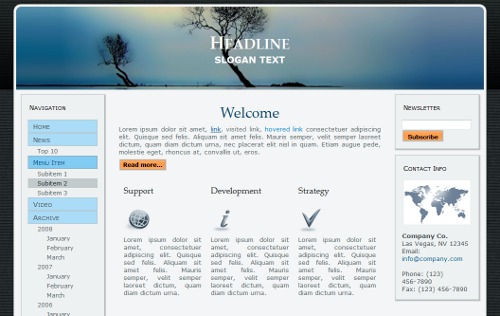 Headline
SLOGAN TEXT
Navigation
Home
News
Top 10
Menu Item
Subitem 1
Subitem 2
Subitem 3
Video
Archive
2008
January
February
March
2007
January
February
March
2006
January
Welcome
Lorem ipsum dolor sit amet, link, visited link, hovered link consectetuer adipiscing
elit. Quisque sed felis. Aliquam sit amet felis. Mauris semper, velit semper laoreet
dictum, quam diam dictum urna, nec placerat elit nisl in quam. Etiam augue pede,
molestie eget, rhoncus at, convallis ut, eros.
Read more...
Support
Lorem ipsum dolor sit
amet, consectetuer
adipiscing elit. Quisque
sed felis. Aliquam sit
amet felis. Mauris
semper, velit semper
laoreet dictum, quam
diam dictum urna.
Development
Lorem ipsum dolor sit
amet, consectetuer
adipiscing elit. Quisque
sed felis. Aliquam sit
amet felis. Mauris
semper, velit semper
laoreet dictum, quam
diam dictum urna.
Strategy
Lorem ipsum dolor sit
amet, consectetuer
adipiscing elit. Quisque
sed felis. Aliquam sit
amet felis. Mauris
semper, velit semper
laoreet dictum, quam
diam dictum urna.
Newsletter
Subscribe
Contact Info
Company Co.
Las Vegas, NV 12345
Email:
info@company.com
Phone: (123)
456-7890
Fax: (123) 456-7890